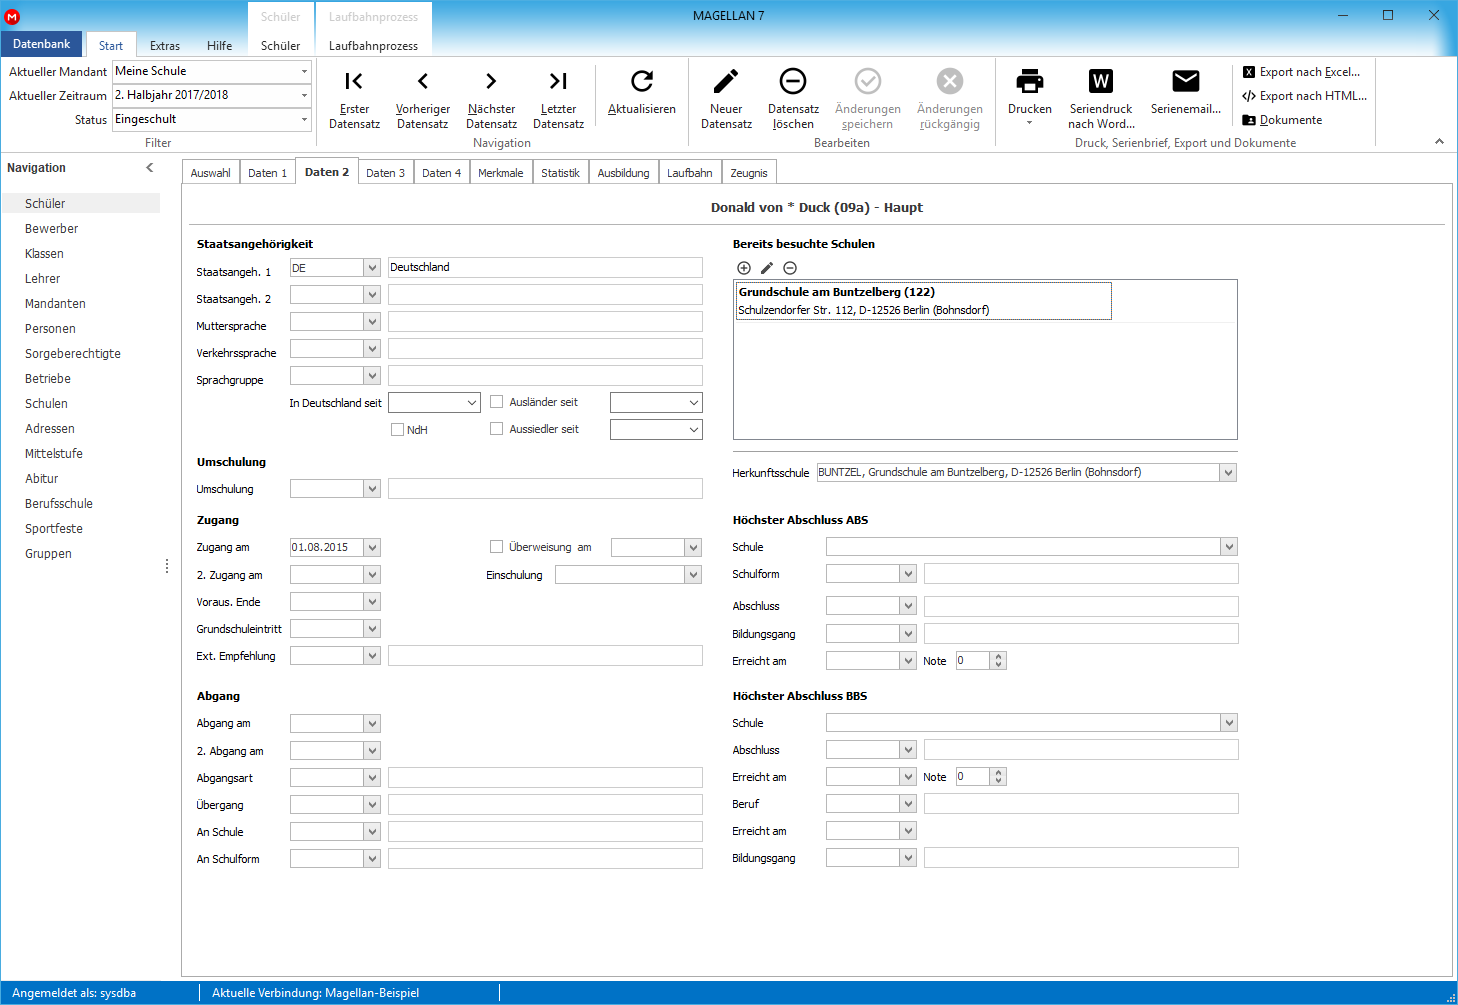 M
Schüler
Laufbahnprozess
MAGELLAN 7
Datenbank
Start
Extras
Hilfe
Schüler
Laufbahnprozess
Aktueller Mandant Meine Schule
Aktueller Zeitraum 2. Halbjahr 2017/2018
Status Eingeschult
Filter
Erster Datensatz
Vorheriger Datensatz
Nächster Datensatz
Letzter Datensatz
Aktualisieren
Navigation
Neuer Datensatz
Datensatz löschen
Änderungen speichern
Änderungen rückgängig
Bearbeiten
Drucken
W
Seriendruck nach Word...
Serienemail...
X Export nach Excel...
</> Export nach HTML...
Dokumente
Druck, Serienbrief, Export und Dokumente
Navigation
Schüler
Bewerber
Klassen
Lehrer
Mandanten
Personen
Sorgeberechtigte
Betriebe
Schulen
Adressen
Mittelstufe
Abitur
Berufsschule
Sportfeste
Gruppen
Auswahl
Daten 1
Daten 2
Daten 3
Daten 4
Merkmale
Statistik
Ausbildung
Laufbahn
Zeugnis
Donald von * Duck (09a) - Haupt
Staatsangehörigkeit
Staatsangeh. 1 DE Deutschland
Staatsangeh. 2
Muttersprache
Verkehrssprache
Sprachgruppe
In Deutschland seit
Ausländer seit
NdH
Aussiedler seit
Umschulung
Umschulung
Zugang
Zugang am 01.08.2015
Überweisung am
2. Zugang am
Einschulung
Voraus. Ende
Grundschuleintritt
Ext. Empfehlung
Abgang
Abgang am
2. Abgang am
Abgangsart
Übergang
An Schule
An Schulform
Bereits besuchte Schulen
Grundschule am Buntzelberg (122)
Schulzendorfer Str. 112, D-12526 Berlin (Bohnsdorf)
Herkunftsschule BUNTZEL, Grundschule am Buntzelberg, D-12526 Berlin (Bohnsdorf)
Höchster Abschluss ABS
Schule
Schulform
Abschluss
Bildungsgang
Erreicht am
Note 0
Höchster Abschluss BBS
Schule
Abschluss
Erreicht am
Note 0
Beruf
Erreicht am
Bildungsgang
Angemeldet als: sysdba
Aktuelle Verbindung: Magellan-Beispiel